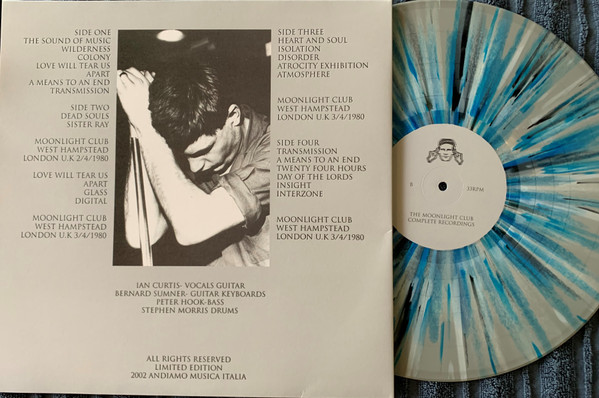 SIDE ONE
THE SOUND OF MUSIC
WILDERNESS
COLONY
LOVE WILL TEAR US
APART
A MEANS TO AN END
TRANSMISSION
SIDE TWO
DEAD SOULS
SISTER RAY
MOONLIGHT CLUB
WEST HAMPSTEAD
LONDON U.K 2/4/1980
LOVE WILL TEAR US
APART
GLASS
DIGITAL
MOONLIGHT CLUB
WEST HAMPSTEAD
LONDON U.K 3/4/1980
SIDE THREE
HEART AND SOUL
ISOLATION
DISORDER
ATROCITY EXHIBITION
ATMOSPHERE
MOONLIGHT CLUB
WEST HAMPSTEAD
LONDON U.K 3/4/1980
SIDE FOUR
TRANSMISSION
A MEANS TO AN END
TWENTY FOUR HOURS
DAY OF THE LORDS
INSIGHT
INTERZONE
MOONLIGHT CLUB
WEST HAMPSTEAD
LONDON U.K 3/4/1980
IAN CURTIS- VOCALS GUITAR
BERNARD SUMNER- GUITAR KEYBOARDS
PETER HOOK-BASS
STEPHEN MORRIS DRUMS
ALL RIGHTS RESERVED
LIMITED EDITION
2002 ANDIAMO MUSICA ITALIA
33RPM
THE MOONLIGHT CLUB
COMPLETE RECORDINGS